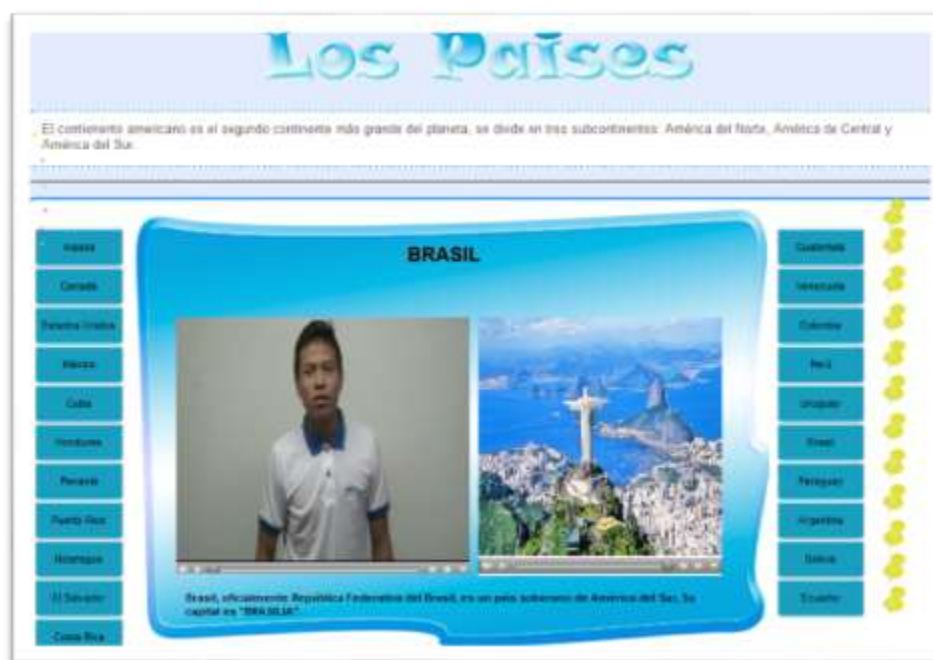 Los Países
El contienento americano es el segundo continente más grande del planeta, se divide en tres subcontinentes: América del Norte, América de Central y
América del Sur.
BRASIL
Alaska
Canadá
Estados Unidos
México
Cuba
Honduras
Panamá
Puerto Rico
Nicaragua
El Salvador
Costa Rica
Guatemala
Venezuela
Colombia
Perú
Uruguay
Brasil
Paraguay
Argentina
Bolivia
Ecuador
Brasil, oficialmente República Federativa del Brasil, es un país soberano de América del Sur, Su
capital es "BRASILIA"